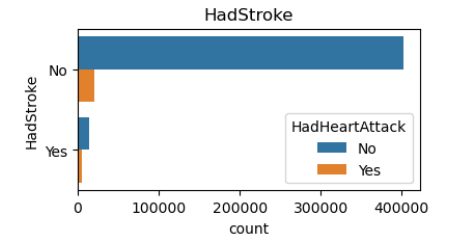 HadStroke
HadStroke
No
Yes
HadHeartAttack
No
Yes
0 100000 200000 300000 400000
count